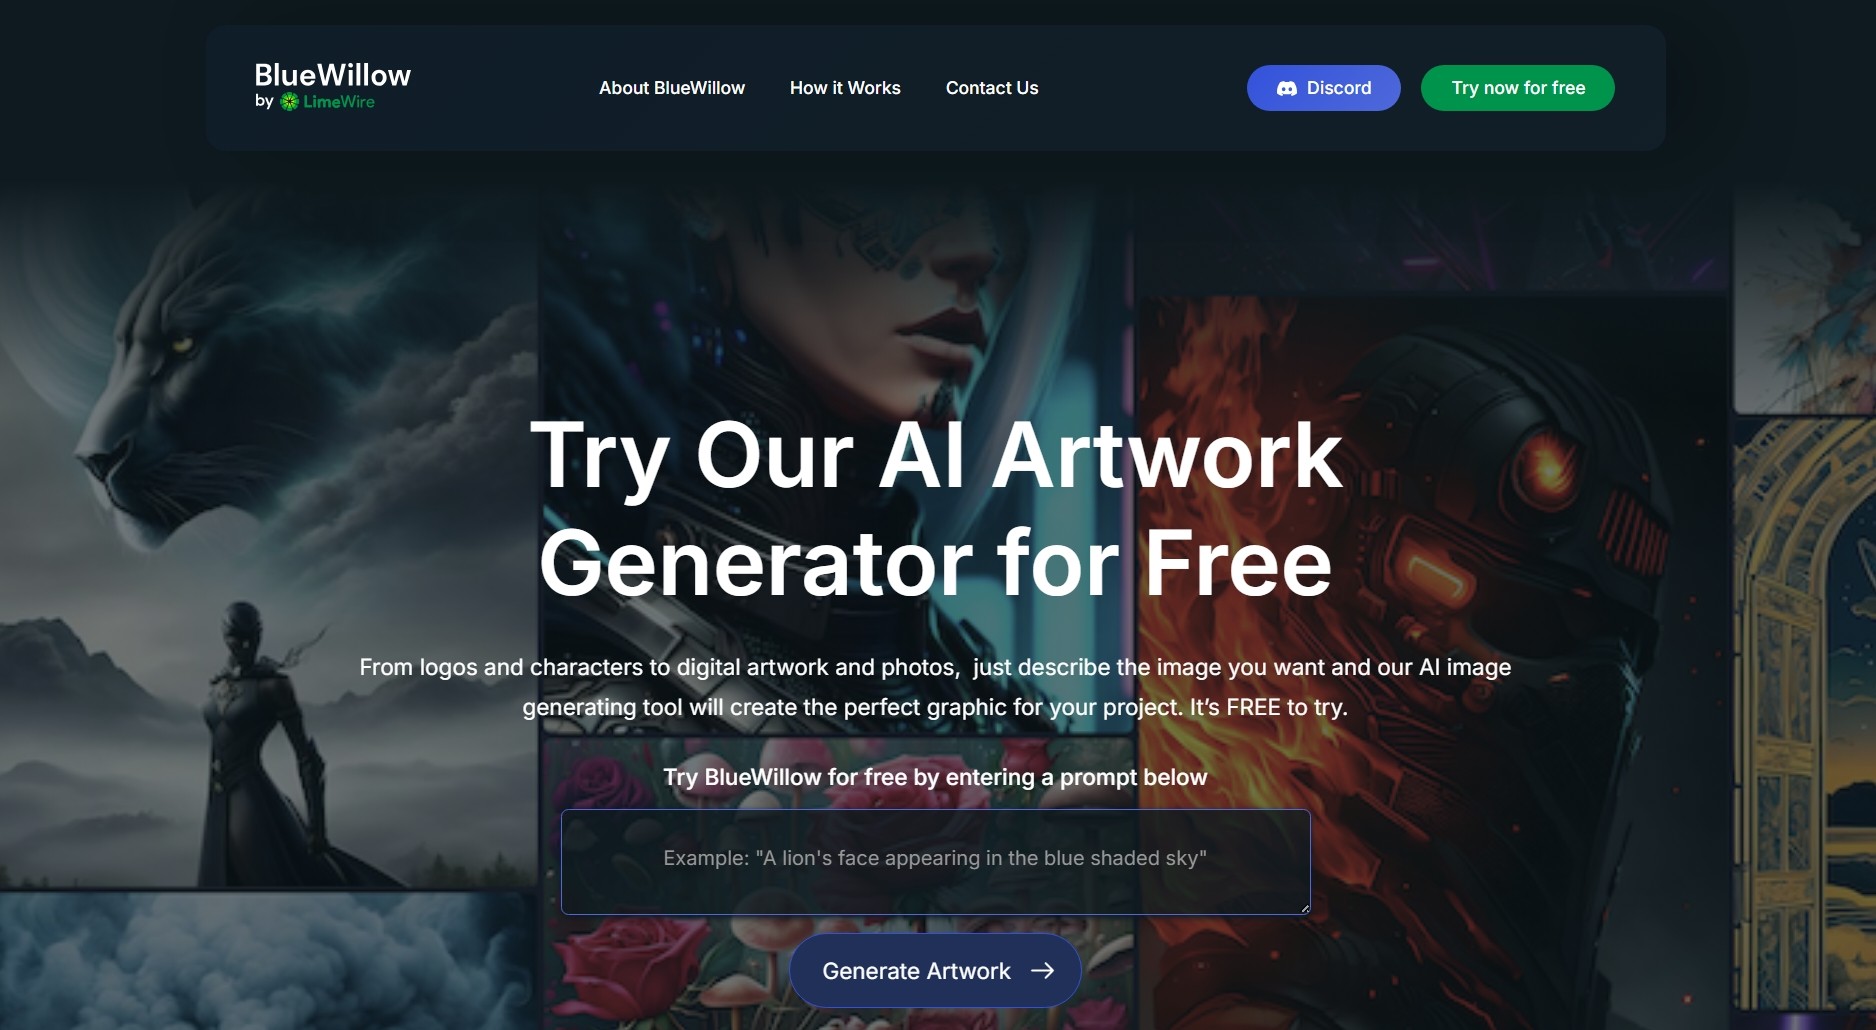 BlueWillow
by LimeWire
About BlueWillow
How it Works
Contact Us
Discord
Try now for free
Try Our AI Artwork
Generator for Free
From logos and characters to digital artwork and photos,  just describe the image you want and our AI image
generating tool will create the perfect graphic for your project. It’s FREE to try.
Try BlueWillow for free by entering a prompt below
Example: "A lion's face appearing in the blue shaded sky"
Generate Artwork